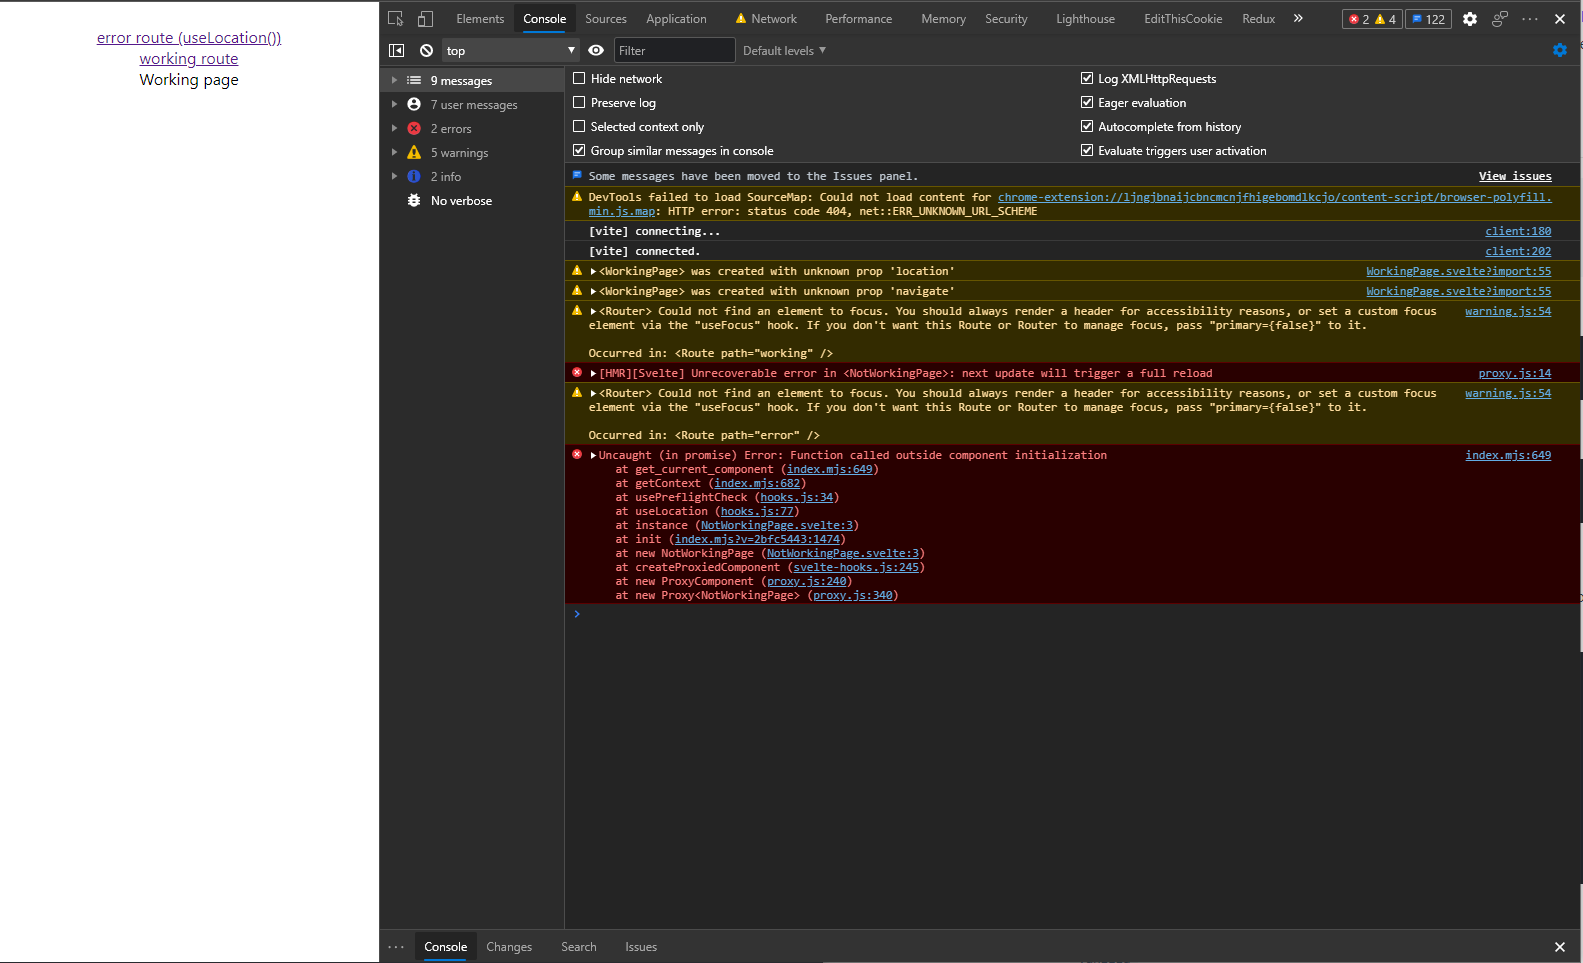 error route (useLocation())
working route
Working page
Elements Console Sources Application Network Performance Memory Security Lighthouse EditThisCookie Redux » 2 4 122
top Filter Default levels
9 messages
7 user messages
2 errors
5 warnings
2 info
No verbose
Hide network Log XMLHttpRequests
Preserve log Eager evaluation
Selected context only Autocomplete from history
Group similar messages in console Evaluate triggers user activation
Some messages have been moved to the Issues panel. View issues
DevTools failed to load SourceMap: Could not load content for chrome-extension://ljngjbnaijcbncmcnjfhigebomdlkcjo/content-script/browser-polyfill.
min.js.map: HTTP error: status code 404, net::ERR_UNKNOWN_URL_SCHEME
[vite] connecting... client:180
[vite] connected. client:202
<WorkingPage> was created with unknown prop 'location' WorkingPage.svelte?import:55
<WorkingPage> was created with unknown prop 'navigate' WorkingPage.svelte?import:55
<Router> Could not find an element to focus. You should always render a header for accessibility reasons, or set a custom focus warning.js:54
element via the "useFocus" hook. If you don't want this Route or Router to manage focus, pass "primary={false}" to it.
Occurred in: <Route path="working" />
[HMR][Svelte] Unrecoverable error in <NotWorkingPage>: next update will trigger a full reload proxy.js:14
<Router> Could not find an element to focus. You should always render a header for accessibility reasons, or set a custom focus warning.js:54
element via the "useFocus" hook. If you don't want this Route or Router to manage focus, pass "primary={false}" to it.
Occurred in: <Route path="error" />
Uncaught (in promise) Error: Function called outside component initialization index.mjs:649
at get_current_component (index.mjs:649)
at getContext (index.mjs:682)
at usePreflightCheck (hooks.js:34)
at useLocation (hooks.js:77)
at instance (NotWorkingPage.svelte:3)
at init (index.mjs?v=2bfc5443:1474)
at new NotWorkingPage (NotWorkingPage.svelte:3)
at createProxiedComponent (svelte-hooks.js:245)
at new ProxyComponent (proxy.js:240)
at new Proxy<NotWorkingPage> (proxy.js:340)
Console Changes Search Issues